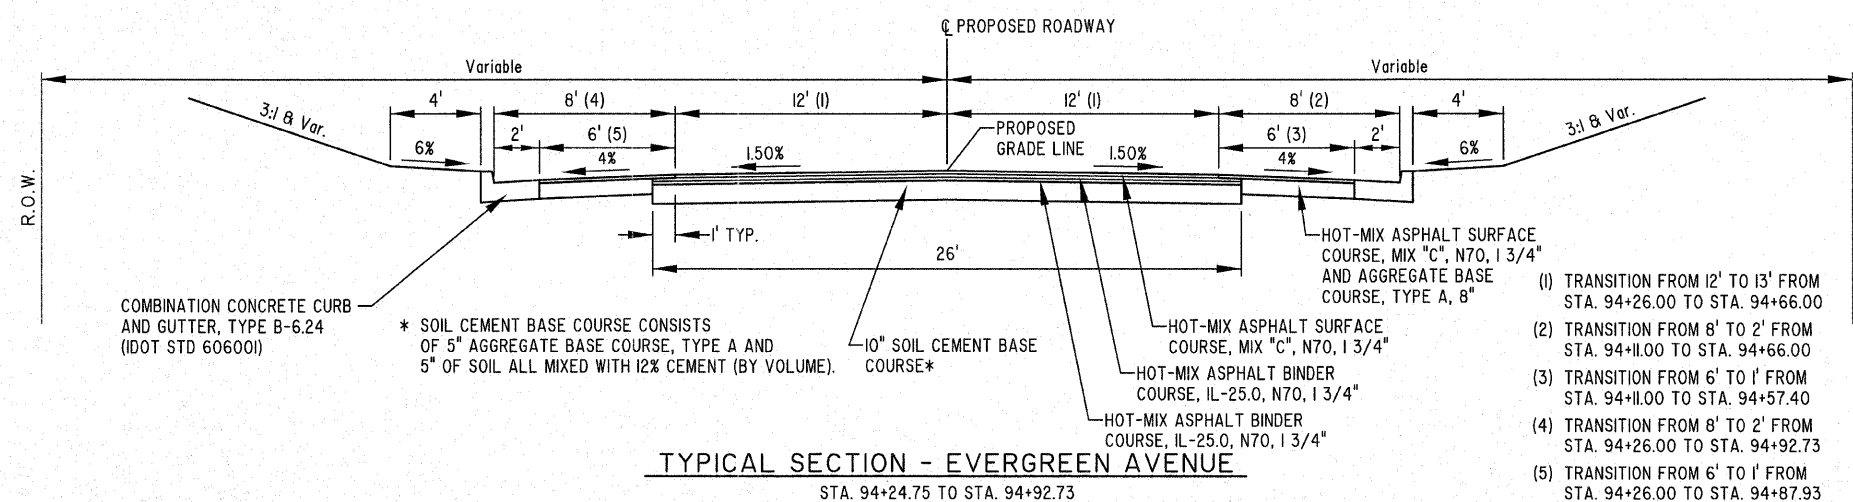 ℄ PROPOSED ROADWAY
Variable
Variable
4'
8' (4)
12' (1)
12' (1)
8' (2)
4'
3:1 & Var.
2'
6' (5)
PROPOSED
GRADE LINE
6' (3)
2'
3:1 & Var.
6%
4%
1.50%
1.50%
4%
6%
R.O.W.
1' TYP.
26'
HOT-MIX ASPHALT SURFACE
COURSE, MIX "C", N70, 1 3/4"
AND AGGREGATE BASE
COURSE, TYPE A, 8"
COMBINATION CONCRETE CURB
AND GUTTER, TYPE B-6.24
(IDOT STD 606001)
* SOIL CEMENT BASE COURSE CONSISTS
OF 5" AGGREGATE BASE COURSE, TYPE A AND
5" OF SOIL ALL MIXED WITH 12% CEMENT (BY VOLUME).
10" SOIL CEMENT BASE
COURSE*
HOT-MIX ASPHALT SURFACE
COURSE, MIX "C", N70, 1 3/4"
HOT-MIX ASPHALT BINDER
COURSE, IL-25.0, N70, 1 3/4"
HOT-MIX ASPHALT BINDER
COURSE, IL-25.0, N70, 1 3/4"
(1) TRANSITION FROM 12' TO 13' FROM
STA. 94+26.00 TO STA. 94+66.00
(2) TRANSITION FROM 8' TO 2' FROM
STA. 94+11.00 TO STA. 94+66.00
(3) TRANSITION FROM 6' TO 1' FROM
STA. 94+11.00 TO STA. 94+57.40
(4) TRANSITION FROM 8' TO 2' FROM
STA. 94+26.00 TO STA. 94+92.73
(5) TRANSITION FROM 6' TO 1' FROM
STA. 94+26.00 TO STA. 94+87.93
TYPICAL SECTION - EVERGREEN AVENUE
STA. 94+24.75 TO STA. 94+92.73